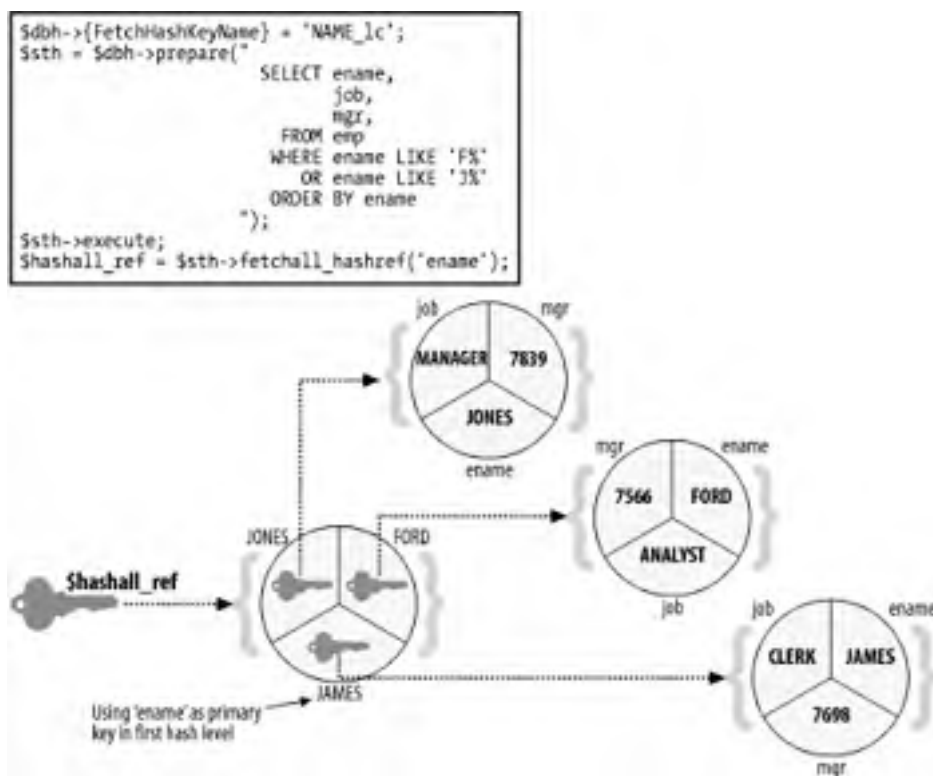 $dbh->{FetchHashKeyName} = 'NAME_lc';
$sth = $dbh->prepare("
SELECT ename,
job,
mgr,
FROM emp
WHERE ename LIKE 'F%'
OR ename LIKE 'J%'
ORDER BY ename
");
$sth->execute;
$hashall_ref = $sth->fetchall_hashref('ename');
job
mgr
MANAGER
7839
JONES
ename
mgr
ename
7566
FORD
ANALYST
job
JONES
FORD
$hashall_ref
JAMES
job
ename
CLERK
JAMES
7698
mgr
Using 'ename' as primary
key in first hash level